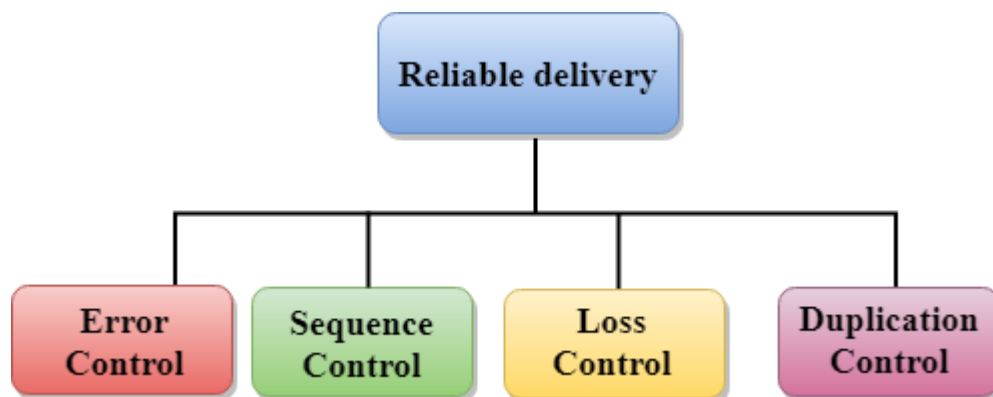 Reliable delivery
Error
Control
Sequence
Control
Loss
Control
Duplication
Control